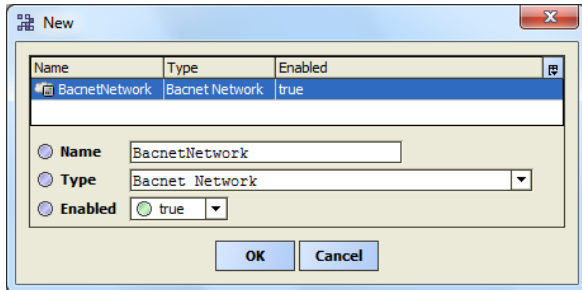 New
Name Type Enabled
BacnetNetwork Bacnet Network true
Name BacnetNetwork
Type Bacnet Network
Enabled true
OK Cancel